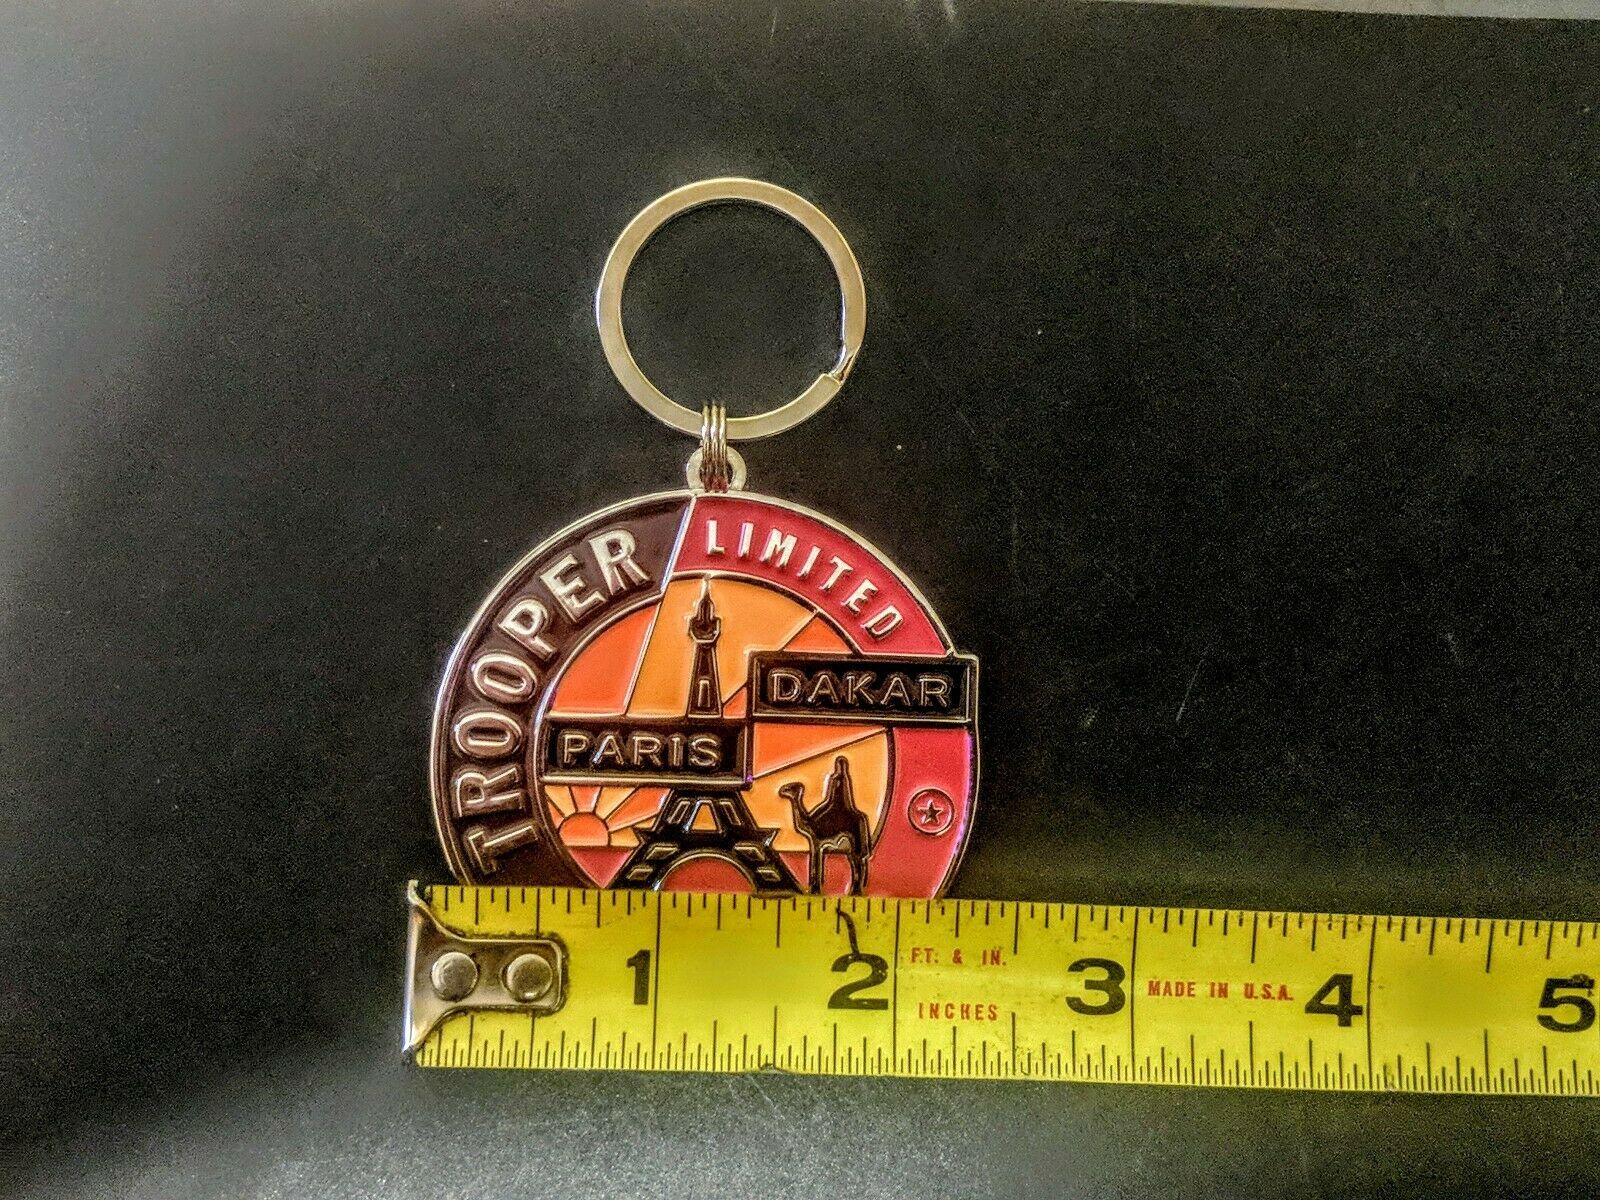 TROOPER
LIMITED
DAKAR
PARIS
1 2 FT. & IN. 3 MADE IN U.S.A. 4 5
INCHES